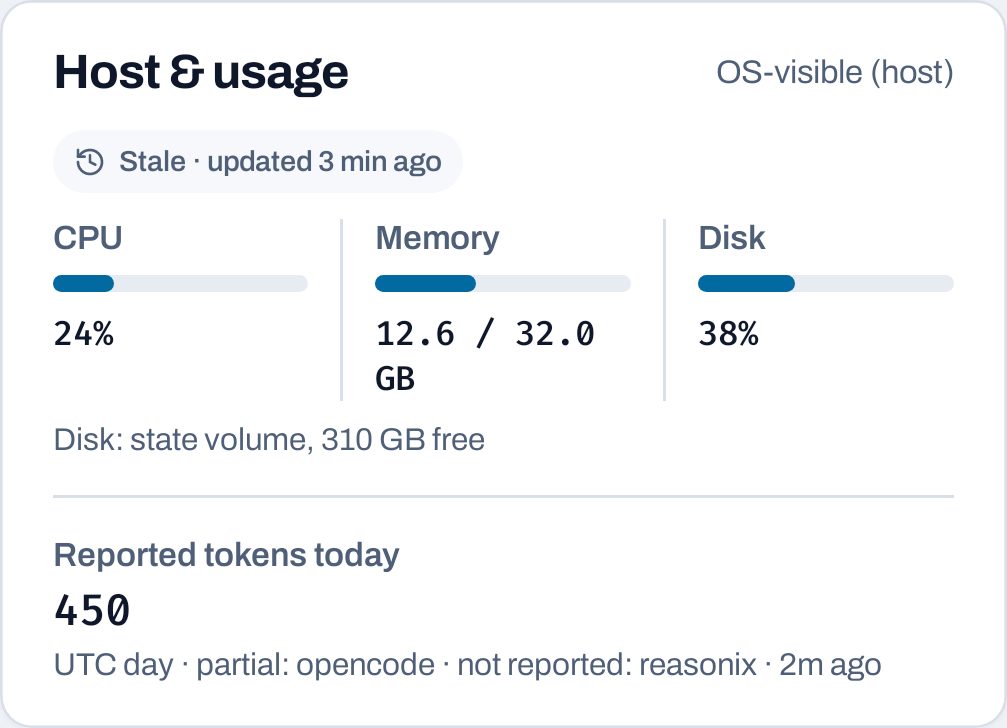 Host & usage
OS-visible (host)
Stale · updated 3 min ago
CPU
24%
Memory
12.6 / 32.0
GB
Disk
38%
Disk: state volume, 310 GB free
Reported tokens today
450
UTC day · partial: opencode · not reported: reasonix · 2m ago